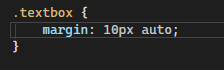 .textbox {
    margin: 10px auto;
}